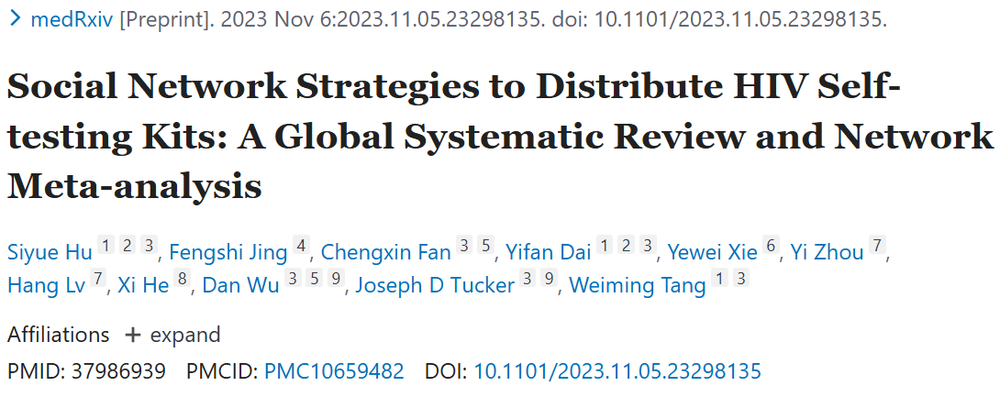 > medRxiv [Preprint]. 2023 Nov 6:2023.11.05.23298135. doi: 10.1101/2023.11.05.23298135.
Social Network Strategies to Distribute HIV Self-
testing Kits: A Global Systematic Review and Network
Meta-analysis
Siyue Hu 1 2 3, Fengshi Jing 4, Chengxin Fan 3 5, Yifan Dai 1 2 3, Yewei Xie 6, Yi Zhou 7,
Hang Lv 7, Xi He 8, Dan Wu 3 5 9, Joseph D Tucker 3 9, Weiming Tang 1 3
Affiliations + expand
PMID: 37986939 PMCID: PMC10659482 DOI: 10.1101/2023.11.05.23298135